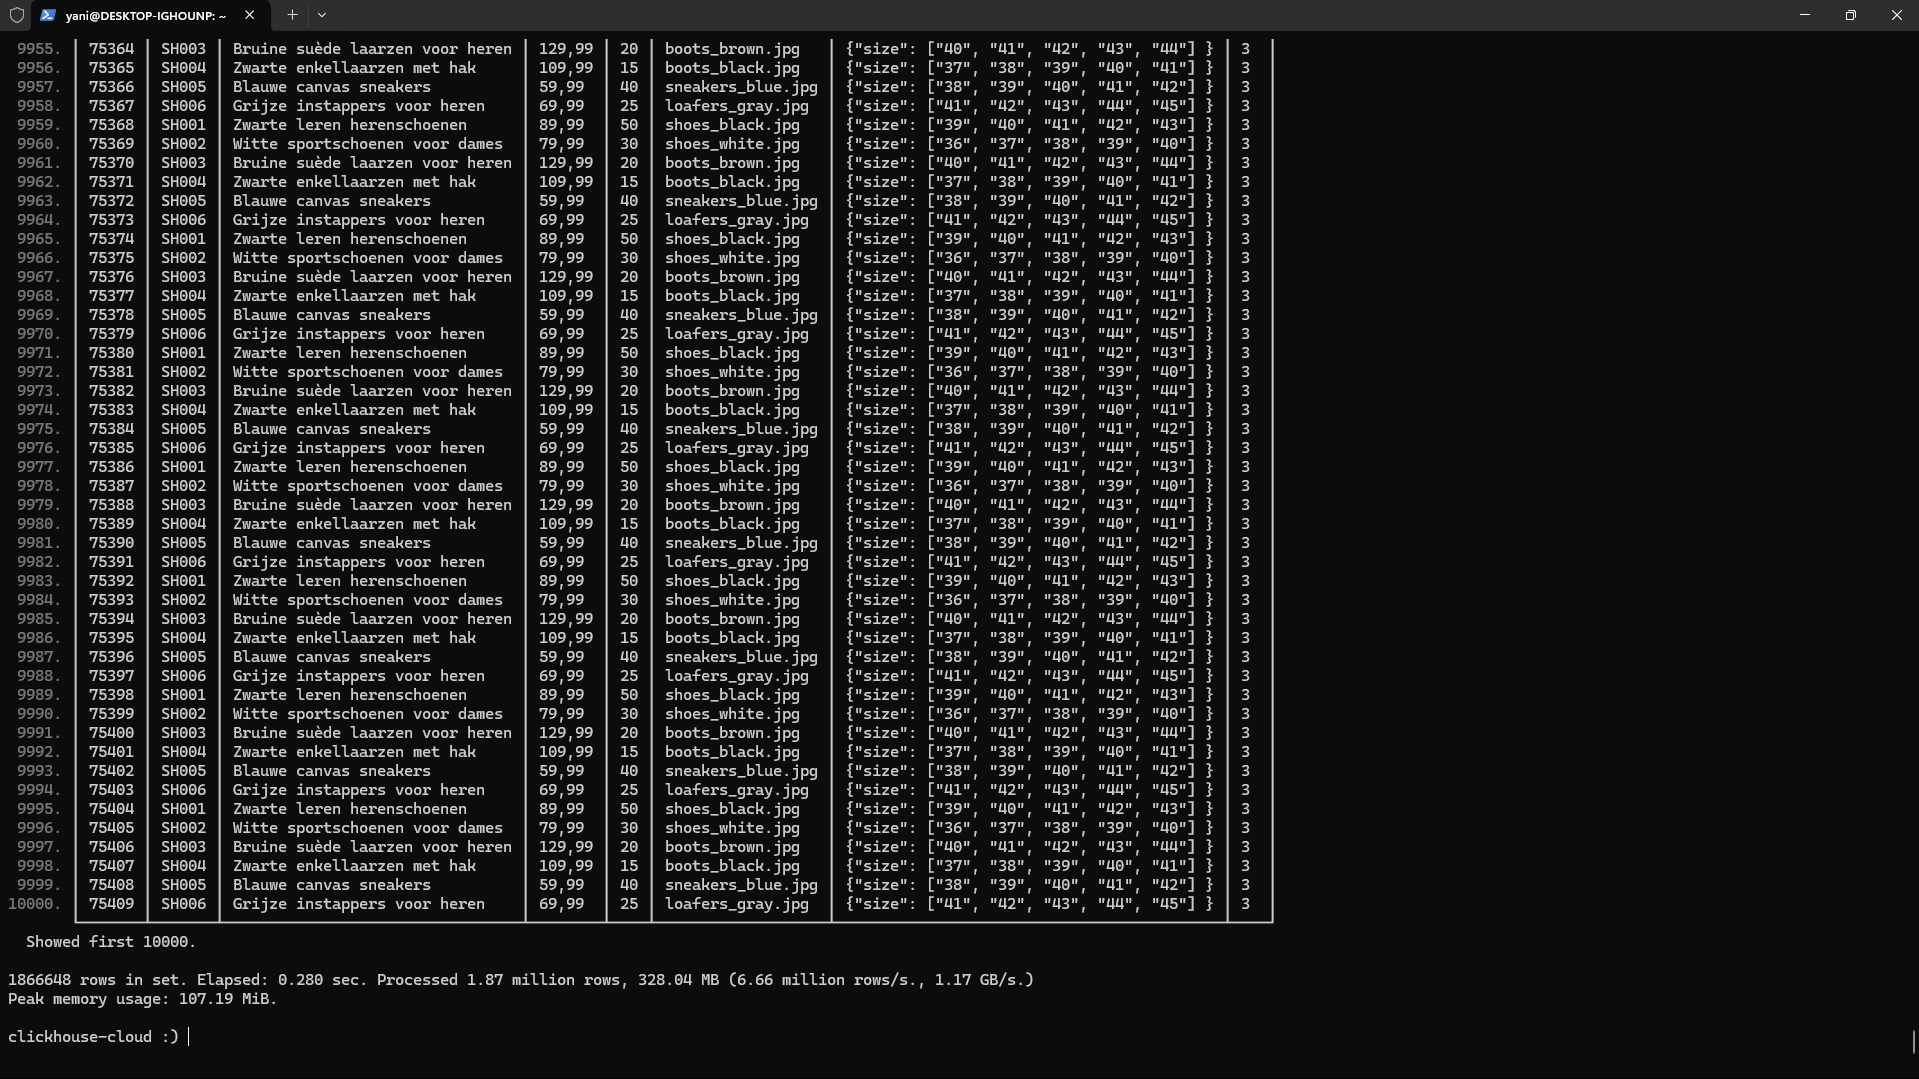 yani@DESKTOP-IGHOUNP: ~
9955. 75364 SH003 Bruine suède laarzen voor heren 129,99 20 boots_brown.jpg {"size": ["40", "41", "42", "43", "44"] } 3
9956. 75365 SH004 Zwarte enkellaarzen met hak 109,99 15 boots_black.jpg {"size": ["37", "38", "39", "40", "41"] } 3
9957. 75366 SH005 Blauwe canvas sneakers 59,99 40 sneakers_blue.jpg {"size": ["38", "39", "40", "41", "42"] } 3
9958. 75367 SH006 Grijze instappers voor heren 69,99 25 loafers_gray.jpg {"size": ["41", "42", "43", "44", "45"] } 3
9959. 75368 SH001 Zwarte leren herenschoenen 89,99 50 shoes_black.jpg {"size": ["39", "40", "41", "42", "43"] } 3
9960. 75369 SH002 Witte sportschoenen voor dames 79,99 30 shoes_white.jpg {"size": ["36", "37", "38", "39", "40"] } 3
9961. 75370 SH003 Bruine suède laarzen voor heren 129,99 20 boots_brown.jpg {"size": ["40", "41", "42", "43", "44"] } 3
9962. 75371 SH004 Zwarte enkellaarzen met hak 109,99 15 boots_black.jpg {"size": ["37", "38", "39", "40", "41"] } 3
9963. 75372 SH005 Blauwe canvas sneakers 59,99 40 sneakers_blue.jpg {"size": ["38", "39", "40", "41", "42"] } 3
9964. 75373 SH006 Grijze instappers voor heren 69,99 25 loafers_gray.jpg {"size": ["41", "42", "43", "44", "45"] } 3
9965. 75374 SH001 Zwarte leren herenschoenen 89,99 50 shoes_black.jpg {"size": ["39", "40", "41", "42", "43"] } 3
9966. 75375 SH002 Witte sportschoenen voor dames 79,99 30 shoes_white.jpg {"size": ["36", "37", "38", "39", "40"] } 3
9967. 75376 SH003 Bruine suède laarzen voor heren 129,99 20 boots_brown.jpg {"size": ["40", "41", "42", "43", "44"] } 3
9968. 75377 SH004 Zwarte enkellaarzen met hak 109,99 15 boots_black.jpg {"size": ["37", "38", "39", "40", "41"] } 3
9969. 75378 SH005 Blauwe canvas sneakers 59,99 40 sneakers_blue.jpg {"size": ["38", "39", "40", "41", "42"] } 3
9970. 75379 SH006 Grijze instappers voor heren 69,99 25 loafers_gray.jpg {"size": ["41", "42", "43", "44", "45"] } 3
9971. 75380 SH001 Zwarte leren herenschoenen 89,99 50 shoes_black.jpg {"size": ["39", "40", "41", "42", "43"] } 3
9972. 75381 SH002 Witte sportschoenen voor dames 79,99 30 shoes_white.jpg {"size": ["36", "37", "38", "39", "40"] } 3
9973. 75382 SH003 Bruine suède laarzen voor heren 129,99 20 boots_brown.jpg {"size": ["40", "41", "42", "43", "44"] } 3
9974. 75383 SH004 Zwarte enkellaarzen met hak 109,99 15 boots_black.jpg {"size": ["37", "38", "39", "40", "41"] } 3
9975. 75384 SH005 Blauwe canvas sneakers 59,99 40 sneakers_blue.jpg {"size": ["38", "39", "40", "41", "42"] } 3
9976. 75385 SH006 Grijze instappers voor heren 69,99 25 loafers_gray.jpg {"size": ["41", "42", "43", "44", "45"] } 3
9977. 75386 SH001 Zwarte leren herenschoenen 89,99 50 shoes_black.jpg {"size": ["39", "40", "41", "42", "43"] } 3
9978. 75387 SH002 Witte sportschoenen voor dames 79,99 30 shoes_white.jpg {"size": ["36", "37", "38", "39", "40"] } 3
9979. 75388 SH003 Bruine suède laarzen voor heren 129,99 20 boots_brown.jpg {"size": ["40", "41", "42", "43", "44"] } 3
9980. 75389 SH004 Zwarte enkellaarzen met hak 109,99 15 boots_black.jpg {"size": ["37", "38", "39", "40", "41"] } 3
9981. 75390 SH005 Blauwe canvas sneakers 59,99 40 sneakers_blue.jpg {"size": ["38", "39", "40", "41", "42"] } 3
9982. 75391 SH006 Grijze instappers voor heren 69,99 25 loafers_gray.jpg {"size": ["41", "42", "43", "44", "45"] } 3
9983. 75392 SH001 Zwarte leren herenschoenen 89,99 50 shoes_black.jpg {"size": ["39", "40", "41", "42", "43"] } 3
9984. 75393 SH002 Witte sportschoenen voor dames 79,99 30 shoes_white.jpg {"size": ["36", "37", "38", "39", "40"] } 3
9985. 75394 SH003 Bruine suède laarzen voor heren 129,99 20 boots_brown.jpg {"size": ["40", "41", "42", "43", "44"] } 3
9986. 75395 SH004 Zwarte enkellaarzen met hak 109,99 15 boots_black.jpg {"size": ["37", "38", "39", "40", "41"] } 3
9987. 75396 SH005 Blauwe canvas sneakers 59,99 40 sneakers_blue.jpg {"size": ["38", "39", "40", "41", "42"] } 3
9988. 75397 SH006 Grijze instappers voor heren 69,99 25 loafers_gray.jpg {"size": ["41", "42", "43", "44", "45"] } 3
9989. 75398 SH001 Zwarte leren herenschoenen 89,99 50 shoes_black.jpg {"size": ["39", "40", "41", "42", "43"] } 3
9990. 75399 SH002 Witte sportschoenen voor dames 79,99 30 shoes_white.jpg {"size": ["36", "37", "38", "39", "40"] } 3
9991. 75400 SH003 Bruine suède laarzen voor heren 129,99 20 boots_brown.jpg {"size": ["40", "41", "42", "43", "44"] } 3
9992. 75401 SH004 Zwarte enkellaarzen met hak 109,99 15 boots_black.jpg {"size": ["37", "38", "39", "40", "41"] } 3
9993. 75402 SH005 Blauwe canvas sneakers 59,99 40 sneakers_blue.jpg {"size": ["38", "39", "40", "41", "42"] } 3
9994. 75403 SH006 Grijze instappers voor heren 69,99 25 loafers_gray.jpg {"size": ["41", "42", "43", "44", "45"] } 3
9995. 75404 SH001 Zwarte leren herenschoenen 89,99 50 shoes_black.jpg {"size": ["39", "40", "41", "42", "43"] } 3
9996. 75405 SH002 Witte sportschoenen voor dames 79,99 30 shoes_white.jpg {"size": ["36", "37", "38", "39", "40"] } 3
9997. 75406 SH003 Bruine suède laarzen voor heren 129,99 20 boots_brown.jpg {"size": ["40", "41", "42", "43", "44"] } 3
9998. 75407 SH004 Zwarte enkellaarzen met hak 109,99 15 boots_black.jpg {"size": ["37", "38", "39", "40", "41"] } 3
9999. 75408 SH005 Blauwe canvas sneakers 59,99 40 sneakers_blue.jpg {"size": ["38", "39", "40", "41", "42"] } 3
10000. 75409 SH006 Grijze instappers voor heren 69,99 25 loafers_gray.jpg {"size": ["41", "42", "43", "44", "45"] } 3
Showed first 10000.
1866648 rows in set. Elapsed: 0.280 sec. Processed 1.87 million rows, 328.04 MB (6.66 million rows/s., 1.17 GB/s.)
Peak memory usage: 107.19 MiB.
clickhouse-cloud :)